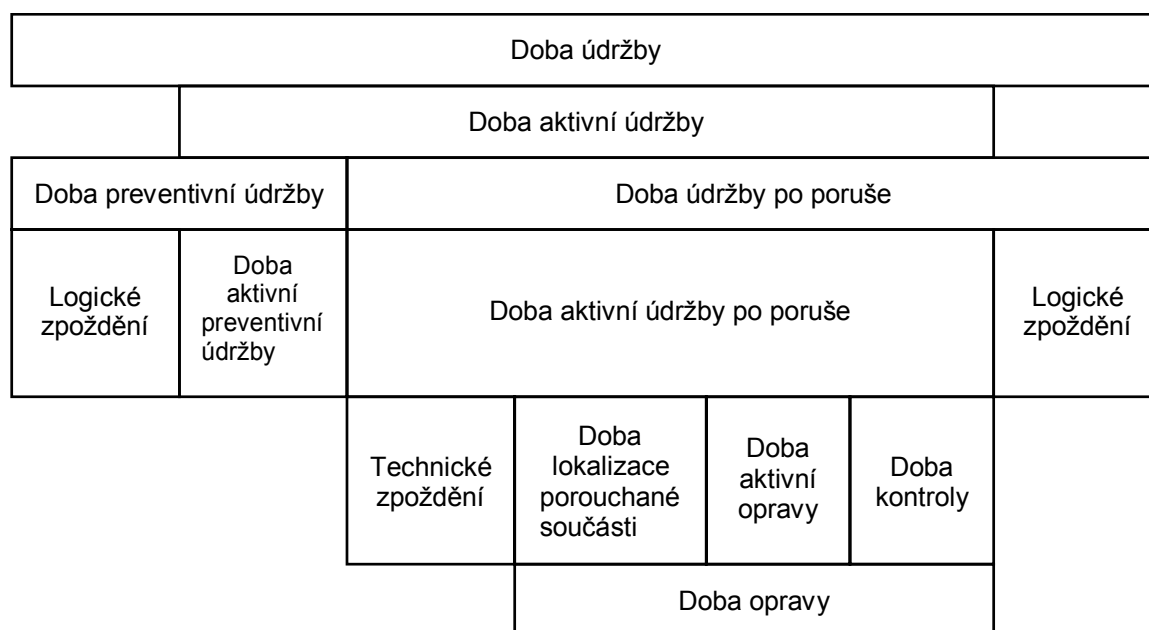 Doba údržby
Doba aktivní údržby
Doba preventivní údržby
Doba údržby po poruše
Logické
zpoždění
Doba
aktivní
preventivní
údržby
Doba aktivní údržby po poruše
Logické
zpoždění
Technické
zpoždění
Doba
lokalizace
porouchané
součásti
Doba
aktivní
opravy
Doba
kontroly
Doba opravy